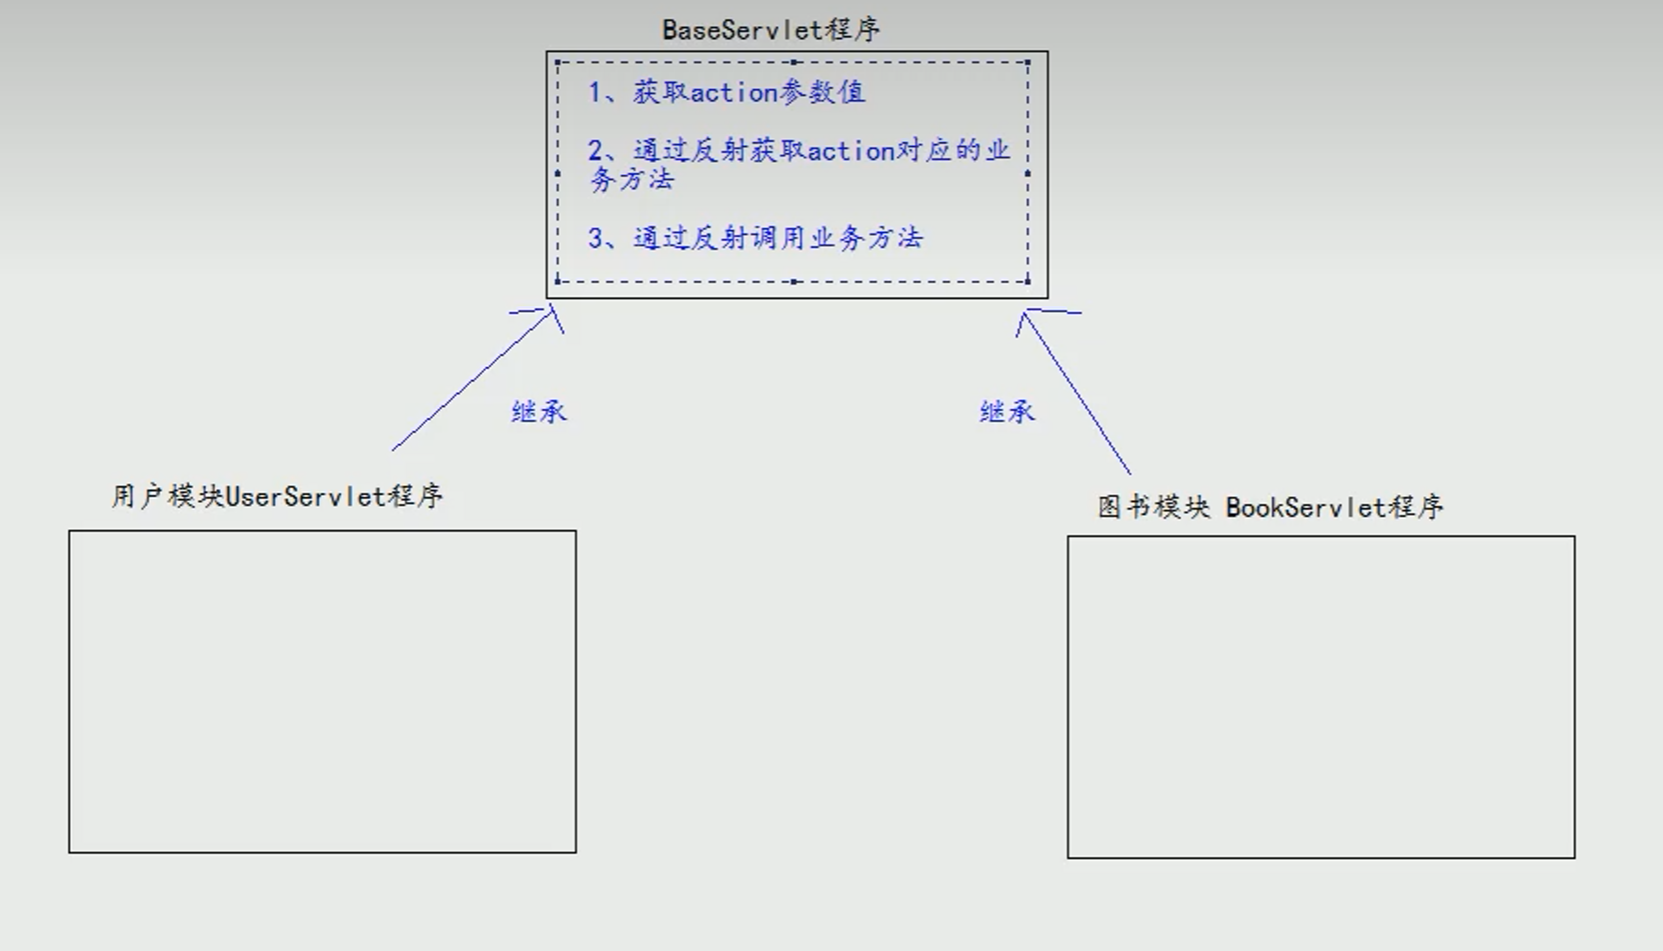 BaseServlet程序
1、获取action参数值
2、通过反射获取action对应的业
务方法
3、通过反射调用业务方法
继承
继承
用户模块UserServlet程序
图书模块 BookServlet程序